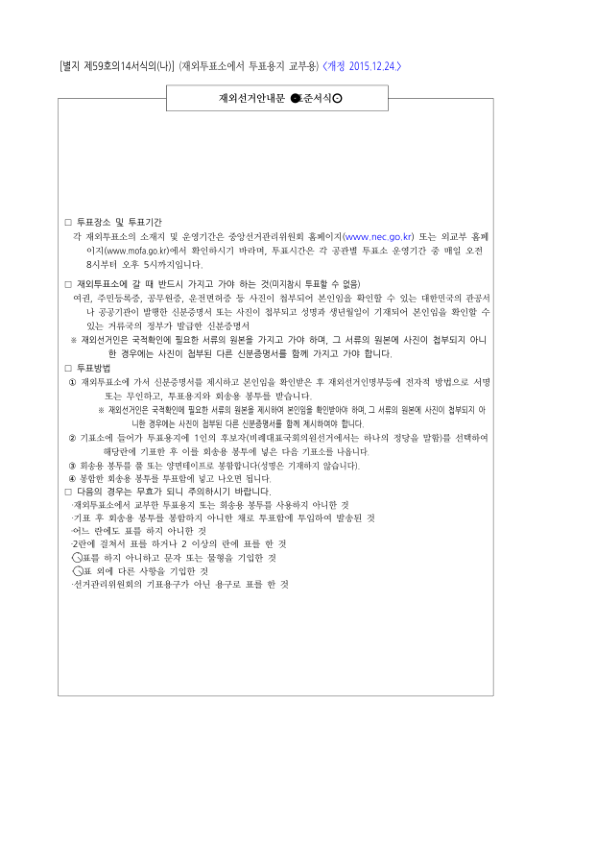 [별지 제59호의14서식의(나)] (재외투표소에서 투표용지 교부용) <개정 2015.12.24.>
재외선거안내문 준서식
□ 투표장소 및 투표기간
각 재외투표소의 소재지 및 운영기간은 중앙선거관리위원회 홈페이지(www.nec.go.kr) 또는 외교부 홈페
이지(www.mofa.go.kr)에서 확인하시기 바라며, 투표시간은 각 공관별 투표소 운영기간 중 매일 오전
8시부터 오후 5시까지입니다.
□ 재외투표소에 갈 때 반드시 가지고 가야 하는 것(미지참시 투표할 수 없음)
여권, 주민등록증, 공무원증, 운전면허증 등 사진이 첨부되어 본인임을 확인할 수 있는 대한민국의 관공서
나 공공기관이 발행한 신분증명서 또는 사진이 첨부되고 성명과 생년월일이 기재되어 본인임을 확인할 수
있는 거류국의 정부가 발급한 신분증명서
※ 재외선거인은 국적확인에 필요한 서류의 원본을 가지고 가야 하며, 그 서류의 원본에 사진이 첨부되지 아니
한 경우에는 사진이 첨부된 다른 신분증명서를 함께 가지고 가야 합니다.
□ 투표방법
① 재외투표소에 가서 신분증명서를 제시하고 본인임을 확인받은 후 재외선거인명부등에 전자적 방법으로 서명
또는 무인하고, 투표용지와 회송용 봉투를 받습니다.
※ 재외선거인은 국적확인에 필요한 서류의 원본을 제시하여 본인임을 확인받아야 하며, 그 서류의 원본에 사진이 첨부되지 아
니한 경우에는 사진이 첨부된 다른 신분증명서를 함께 제시하여야 합니다.
② 기표소에 들어가 투표용지에 1인의 후보자(비례대표국회의원선거에서는 하나의 정당을 말함)를 선택하여
해당란에 기표한 후 이를 회송용 봉투에 넣은 다음 기표소를 나옵니다.
③ 회송용 봉투를 풀 또는 양면테이프로 봉함합니다(성명은 기재하지 않습니다).
④ 봉함한 회송용 봉투를 투표함에 넣고 나오면 됩니다.
□ 다음의 경우는 무효가 되니 주의하시기 바랍니다.
·재외투표소에서 교부한 투표용지 또는 회송용 봉투를 사용하지 아니한 것
·기표 후 회송용 봉투를 봉함하지 아니한 채로 투표함에 투입하여 발송된 것
·어느 란에도 표를 하지 아니한 것
·2란에 걸쳐서 표를 하거나 2 이상의 란에 표를 한 것
표를 하지 아니하고 문자 또는 물형을 기입한 것
표 외에 다른 사항을 기입한 것
·선거관리위원회의 기표용구가 아닌 용구로 표를 한 것